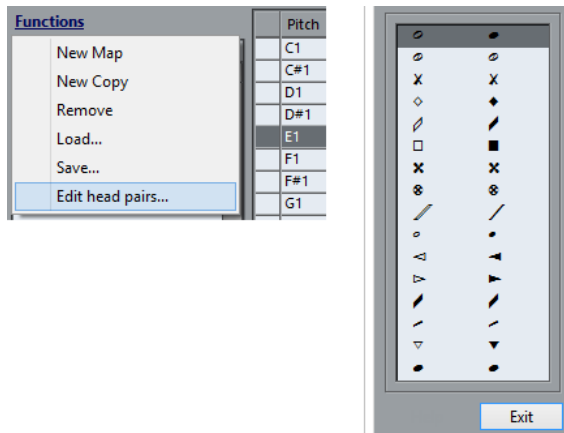 Functions
New Map
New Copy
Remove
Load...
Save...
Edit head pairs...
Pitch
C1
C#1
D1
D#1
E1
F1
F#1
G1
Exit